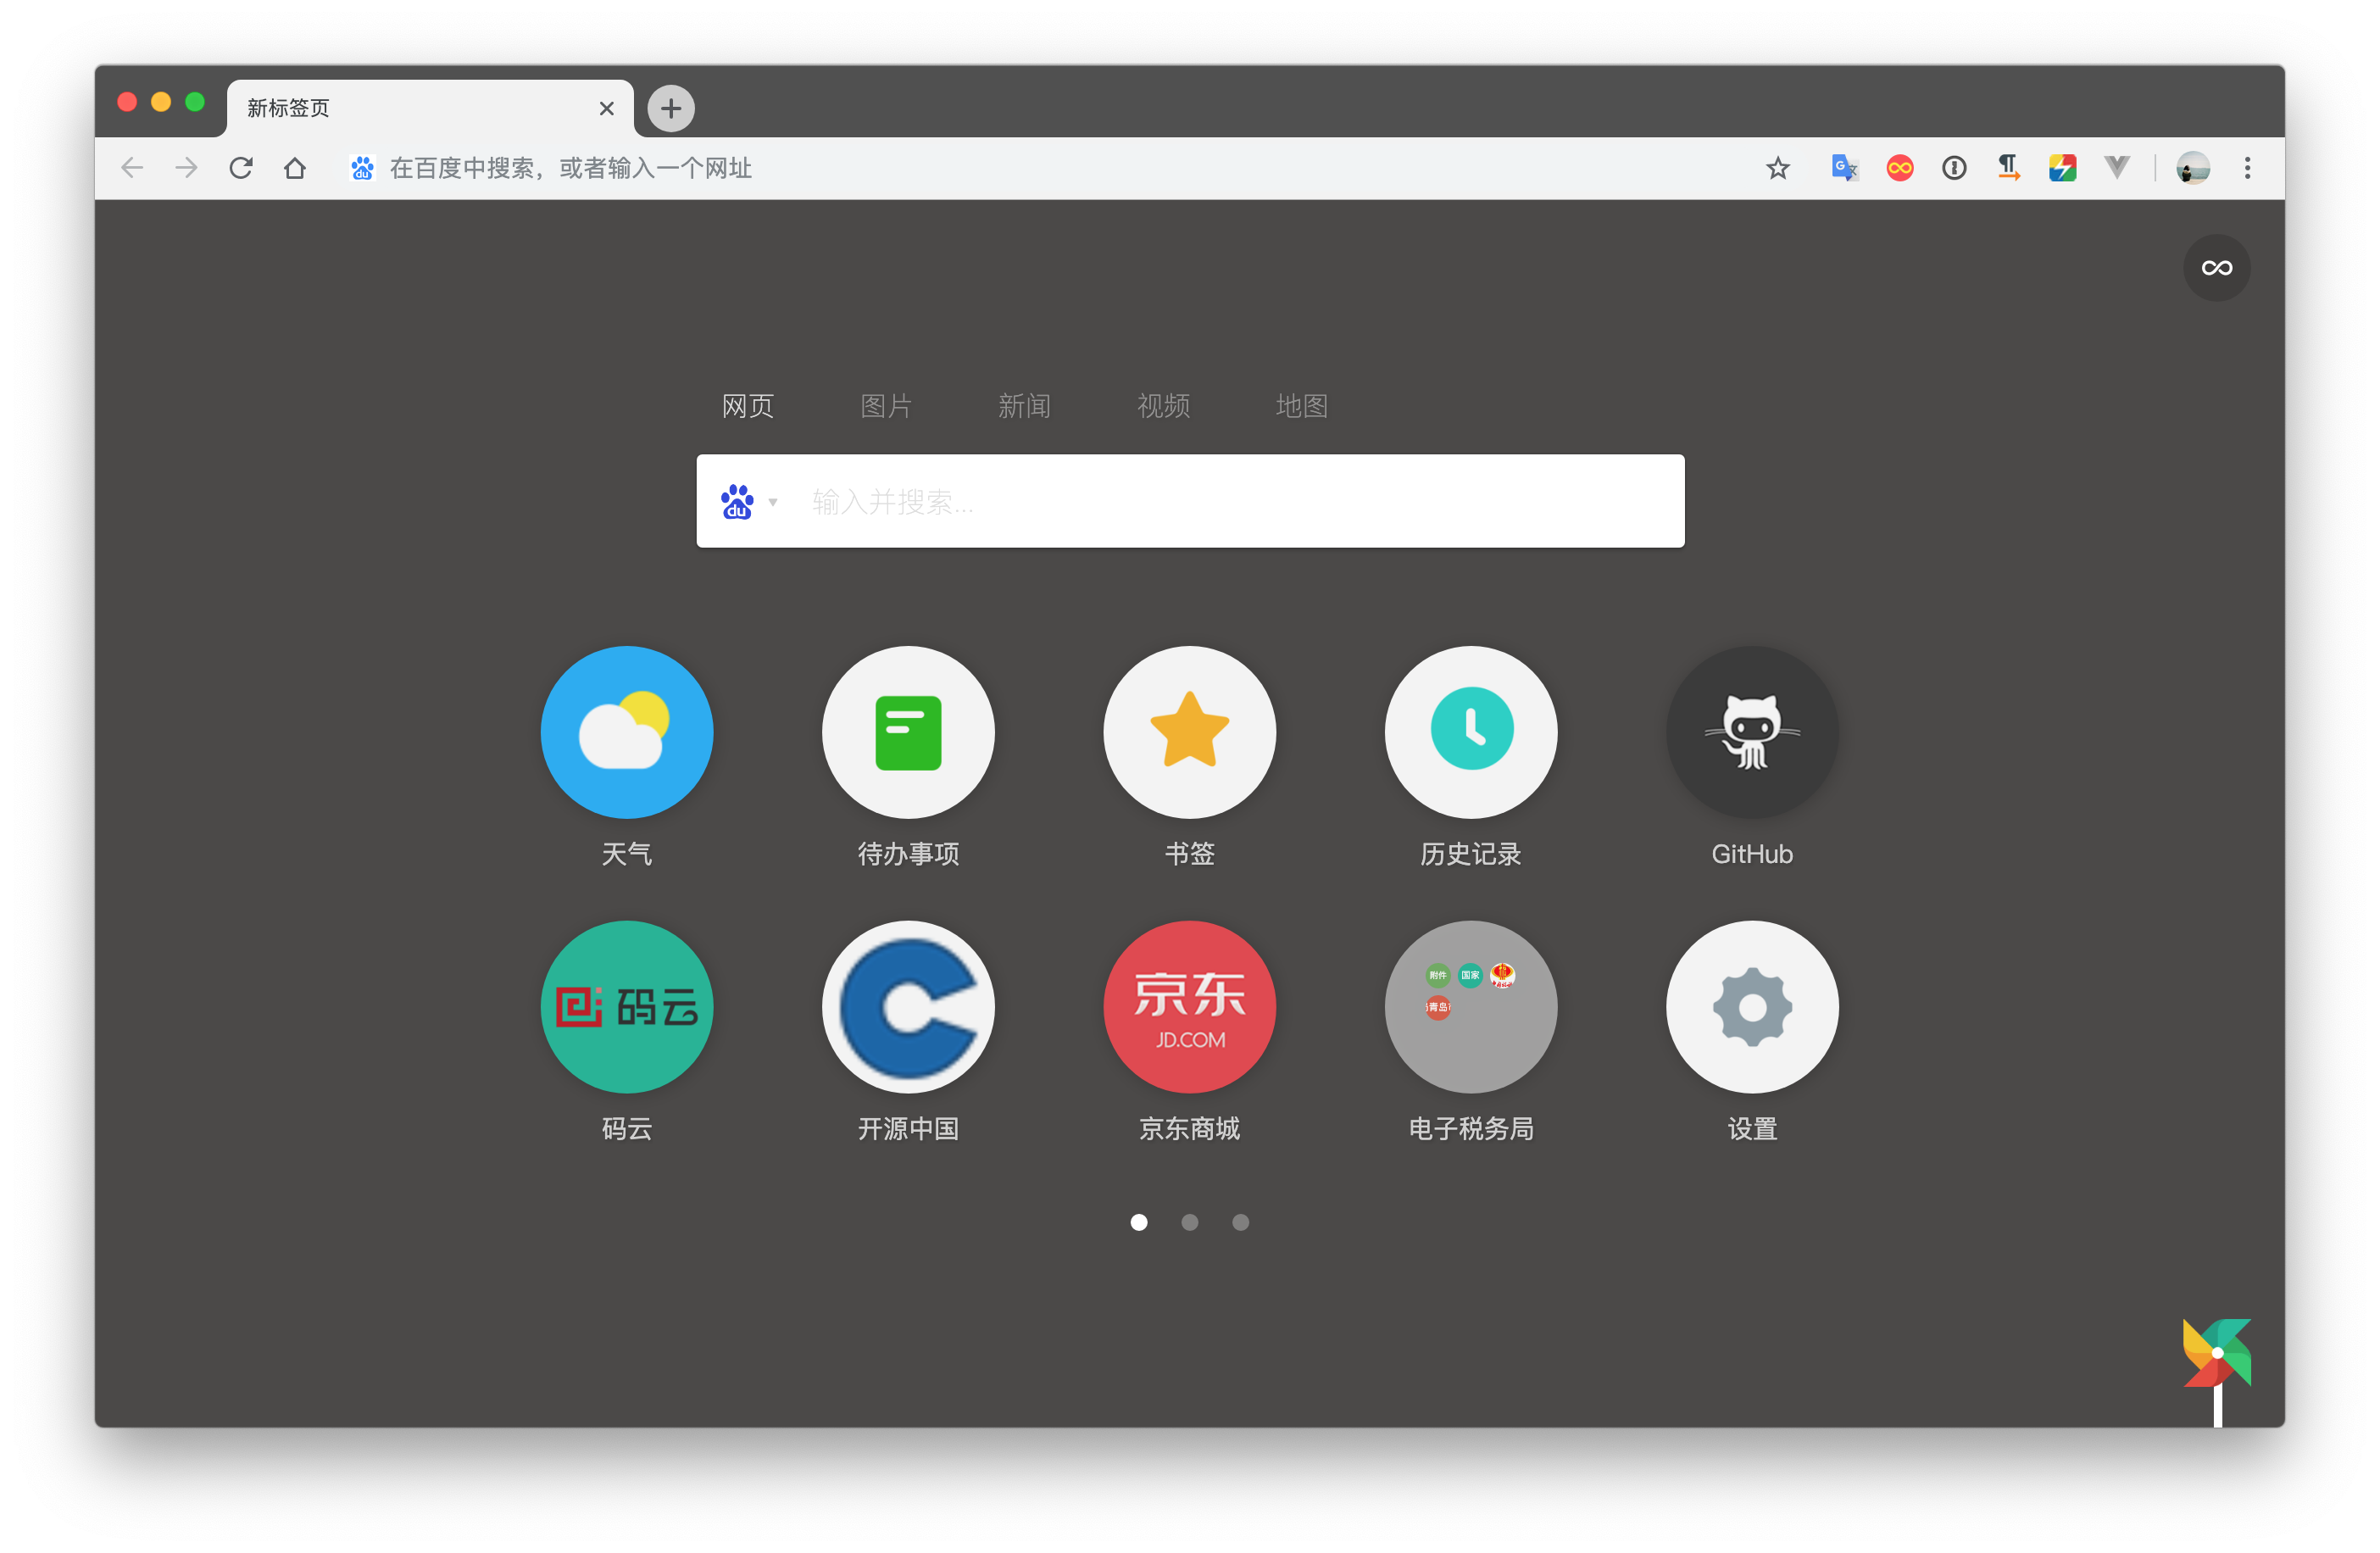 新标签页
在百度中搜索，或者输入一个网址
网页 图片 新闻 视频 地图
du 输入并搜索...
天气 待办事项 书签 历史记录 GitHub
码云 京东 附件 国家
JD.COM 青岛
码云 开源中国 京东商城 电子税务局 设置